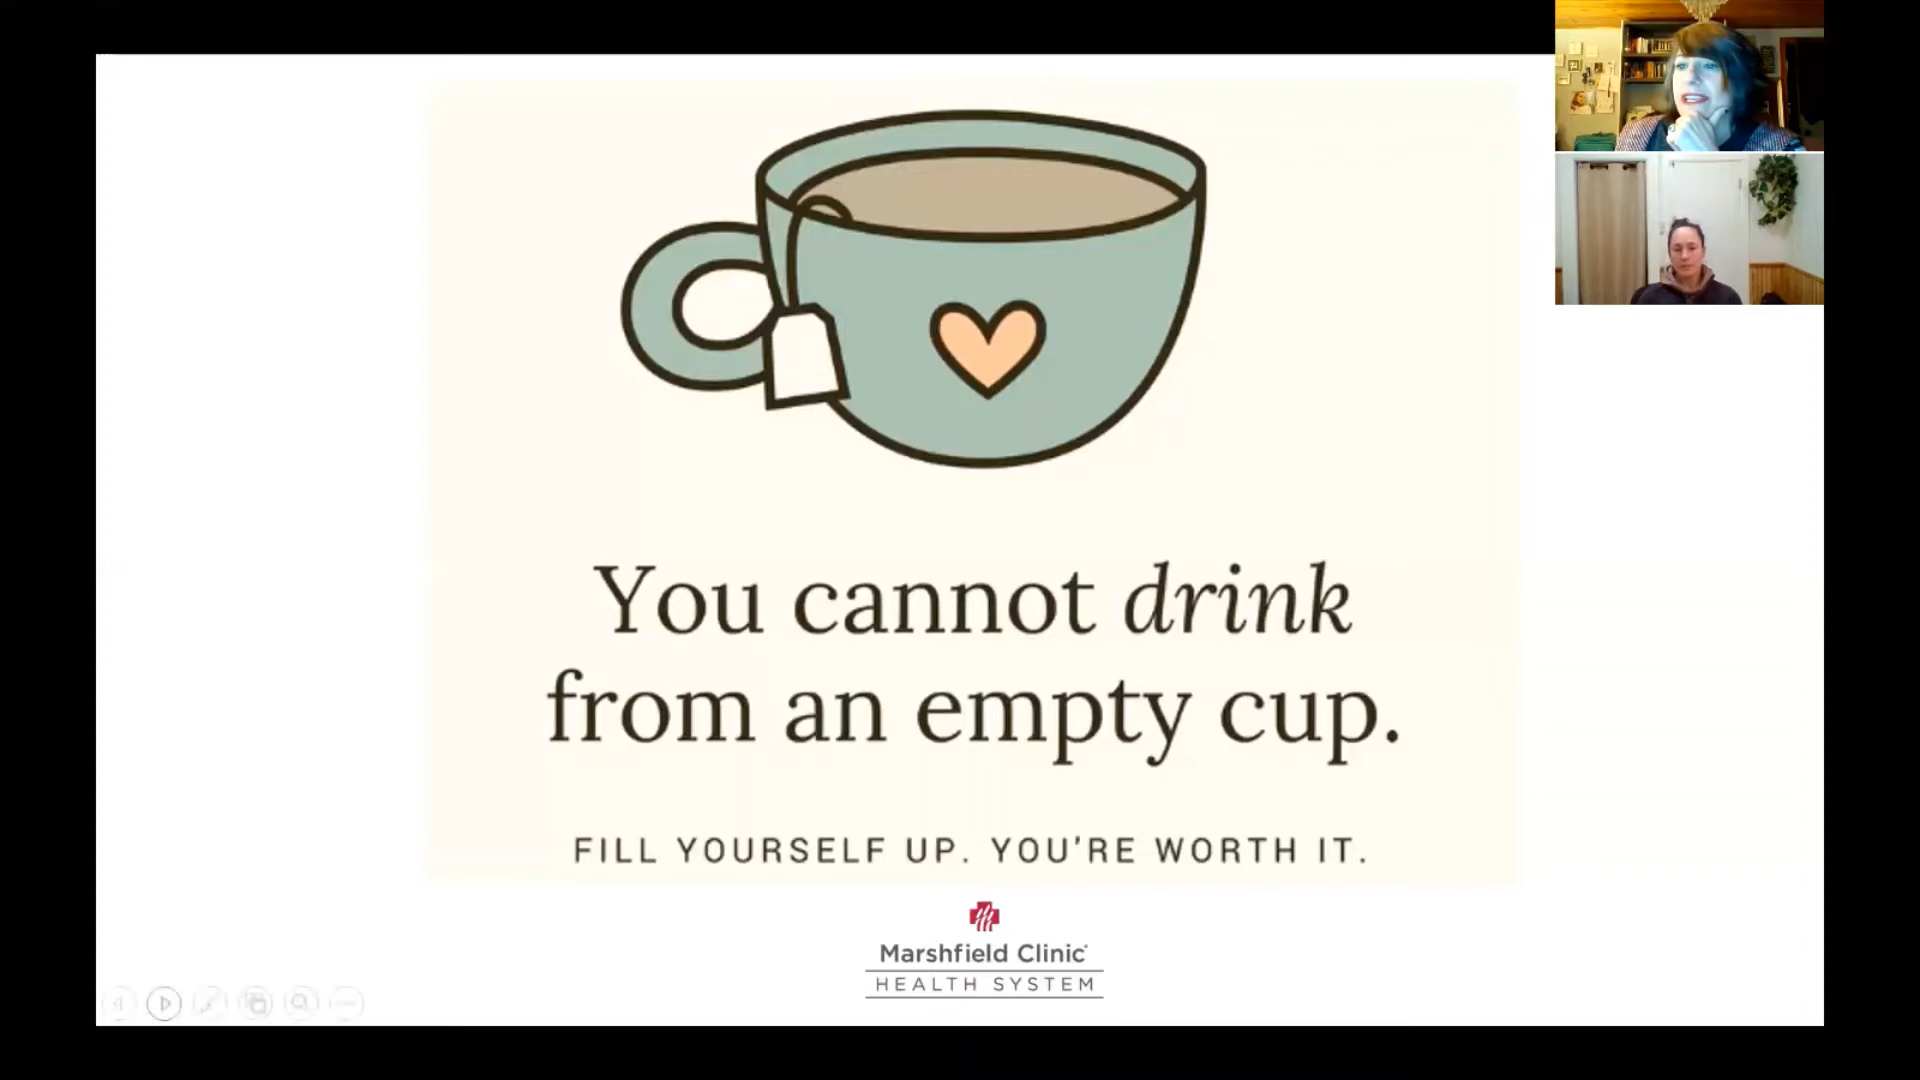 You cannot drink
from an empty cup.
FILL YOURSELF UP. YOU'RE WORTH IT.
Marshfield Clinic
HEALTH SYSTEM